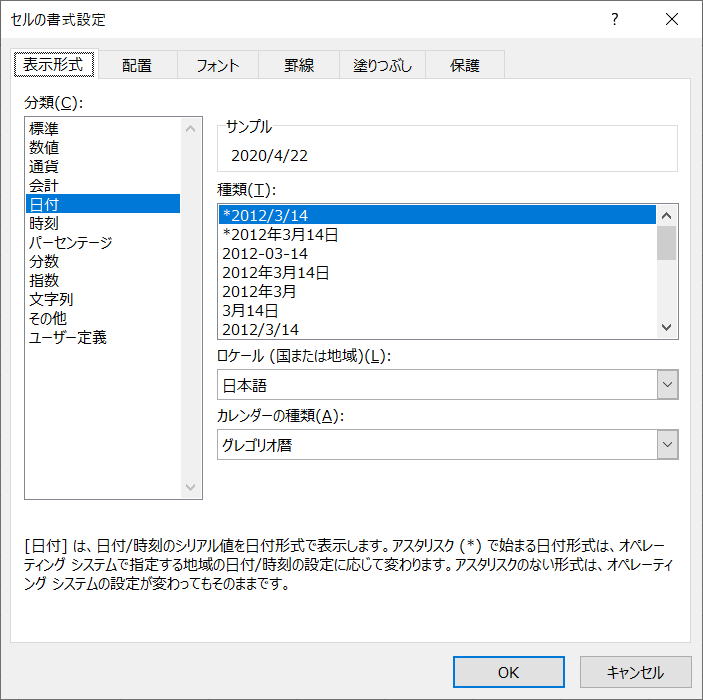 セルの書式設定
?
表示形式 配置 フォント 罫線 塗りつぶし 保護
分類(C):
標準
数値
通貨
会計
日付
時刻
パーセンテージ
分数
指数
文字列
その他
ユーザー定義
サンプル
2020/4/22
種類(T):
*2012/3/14
*2012年3月14日
2012-03-14
2012年3月14日
2012年3月
3月14日
2012/3/14
ロケール (国または地域)(L):
日本語
カレンダーの種類(A):
グレゴリオ暦
[日付] は、日付/時刻のシリアル値を日付形式で表示します。アスタリスク (*) で始まる日付形式は、オペレー
ティング システムで指定する地域の日付/時刻の設定に応じて変わります。アスタリスクのない形式は、オペレーティ
ング システムの設定が変わってもそのままです。
OK キャンセル